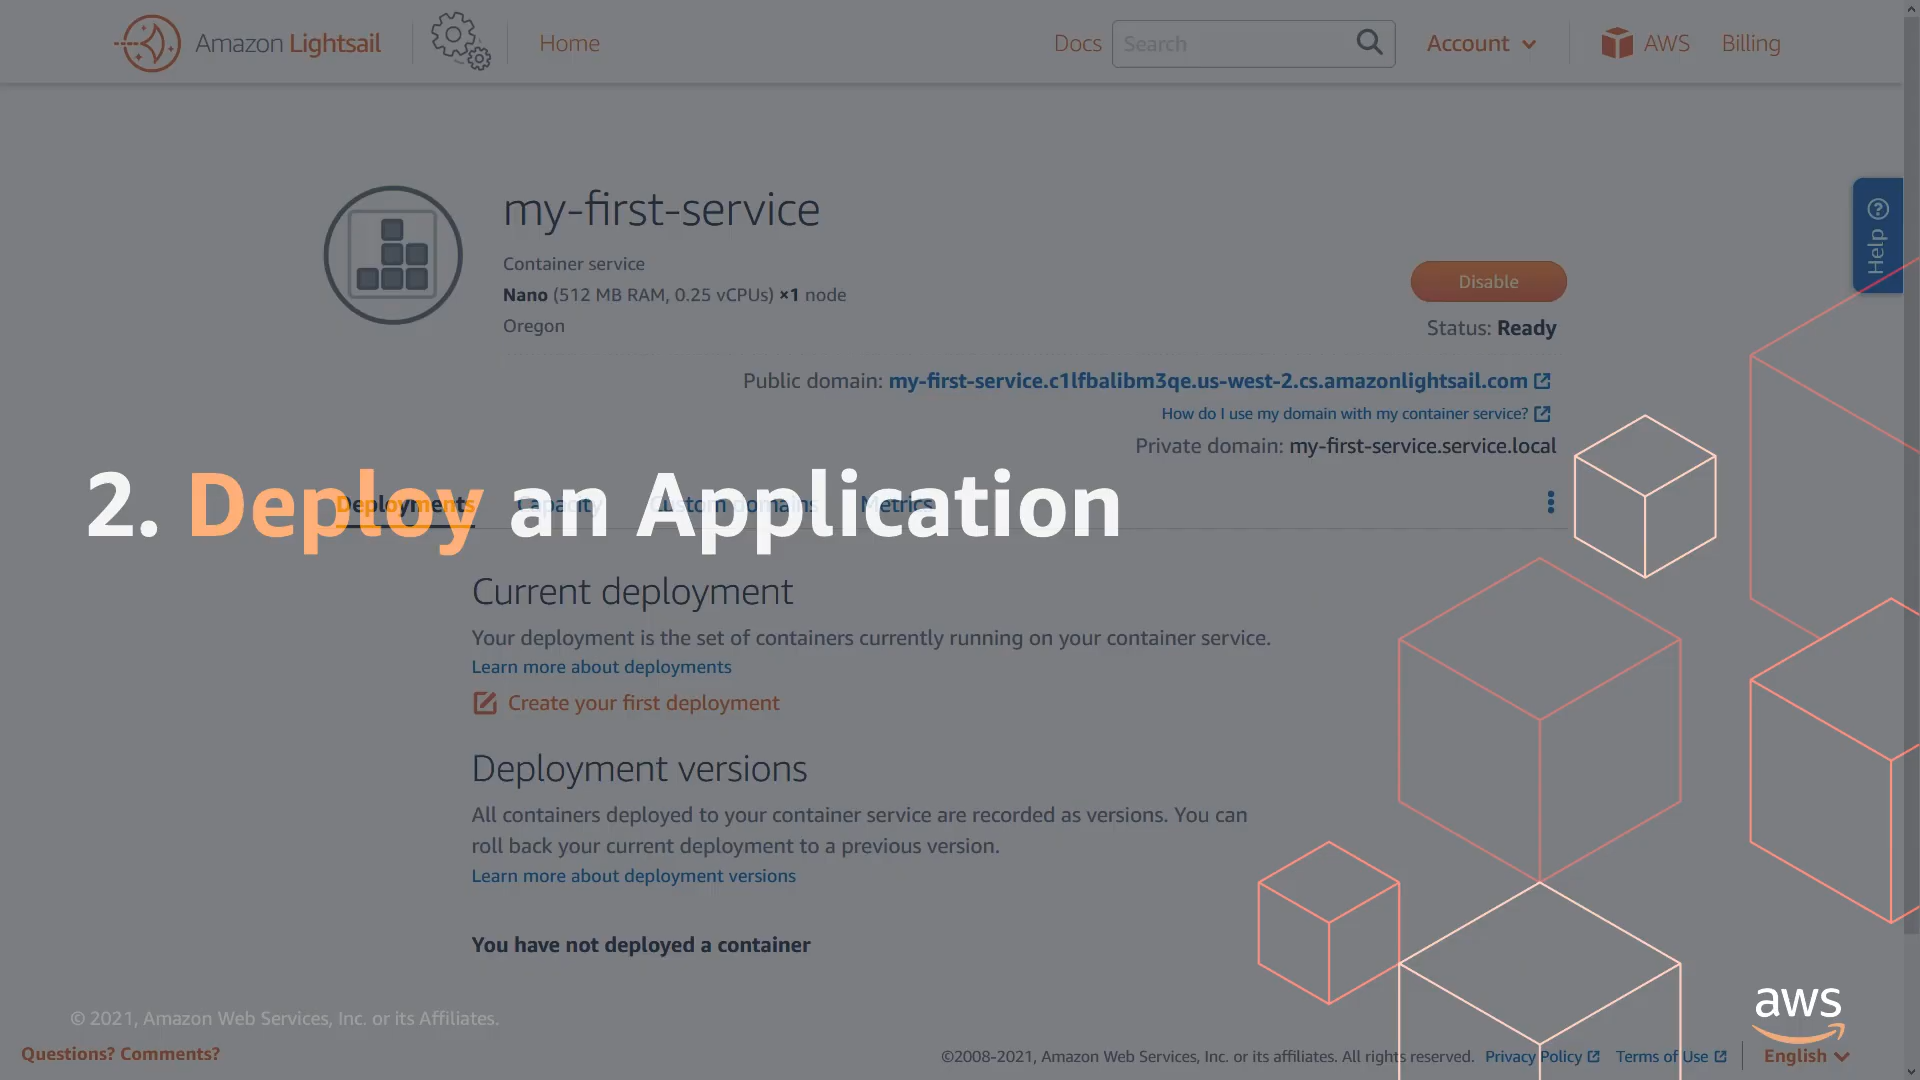 Amazon Lightsail
Home
Docs
Search
Account
AWS
Billing
Help
my-first-service
Container service
Nano (512 MB RAM, 0.25 vCPUs) ×1 node
Oregon
Disable
Status: Ready
Public domain: my-first-service.c1lfbalibm3qe.us-west-2.cs.amazonlightsail.com
How do I use my domain with my container service?
Private domain: my-first-service.service.local
2. Deploy an Application
Deployments
Capacity
Custom domains
Metrics
Current deployment
Your deployment is the set of containers currently running on your container service.
Learn more about deployments
Create your first deployment
Deployment versions
All containers deployed to your container service are recorded as versions. You can
roll back your current deployment to a previous version.
Learn more about deployment versions
You have not deployed a container
aws
© 2021, Amazon Web Services, Inc. or its Affiliates.
Questions? Comments?
©2008-2021, Amazon Web Services, Inc. or its affiliates. All rights reserved.
Privacy Policy
Terms of Use
English